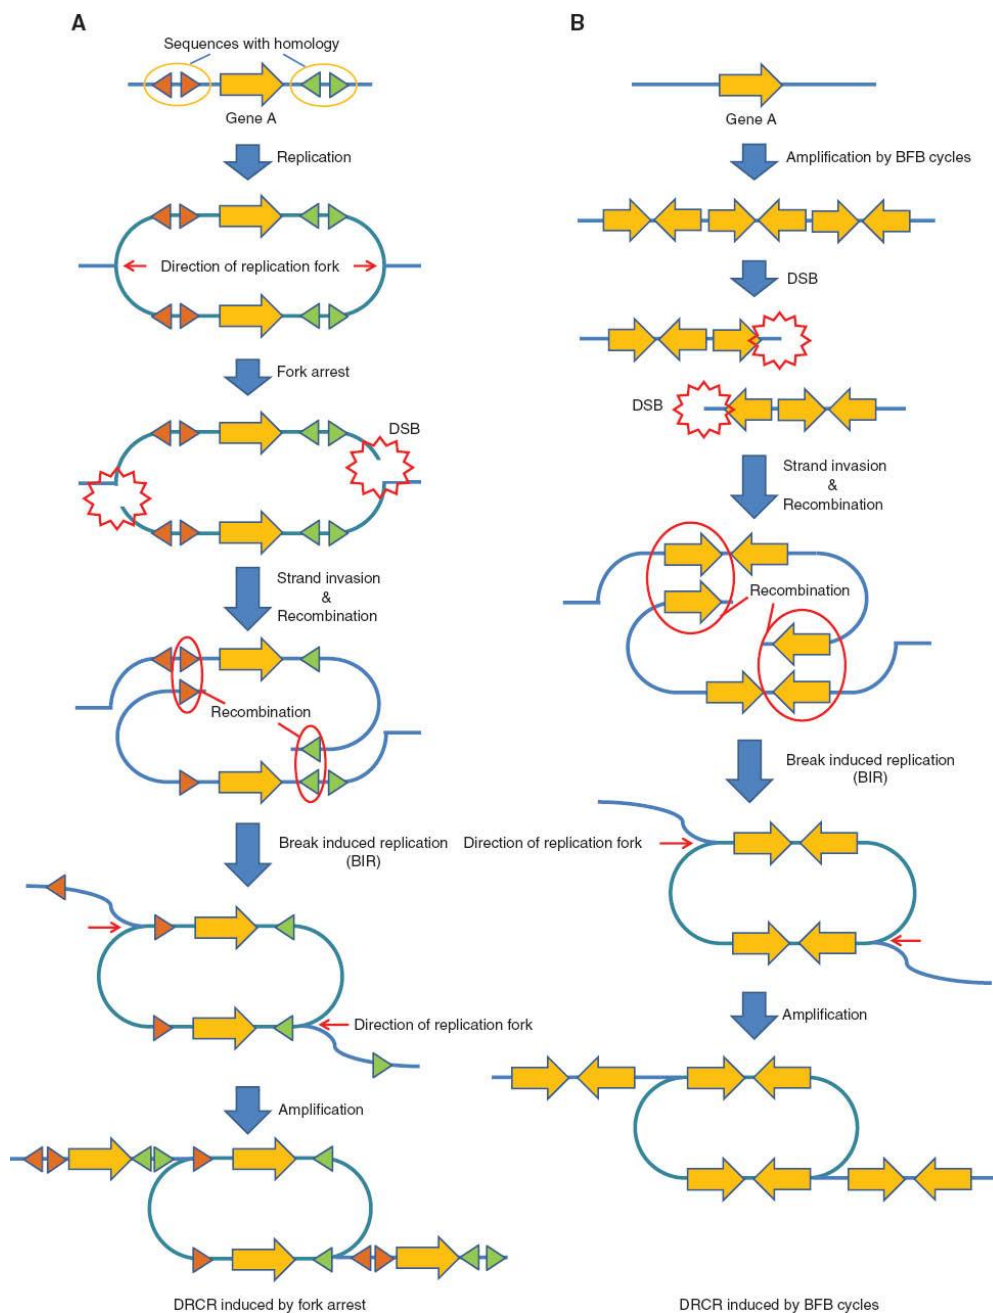 A
Sequences with homology
Gene A
Replication
Direction of replication fork
Fork arrest
DSB
Strand invasion
&
Recombination
Recombination
Break induced replication
(BIR)
Direction of replication fork
Amplification
DRCR induced by fork arrest
B
Gene A
Amplification by BFB cycles
DSB
DSB
Strand invasion
&
Recombination
Recombination
Break induced replication
(BIR)
Direction of replication fork
Amplification
DRCR induced by BFB cycles